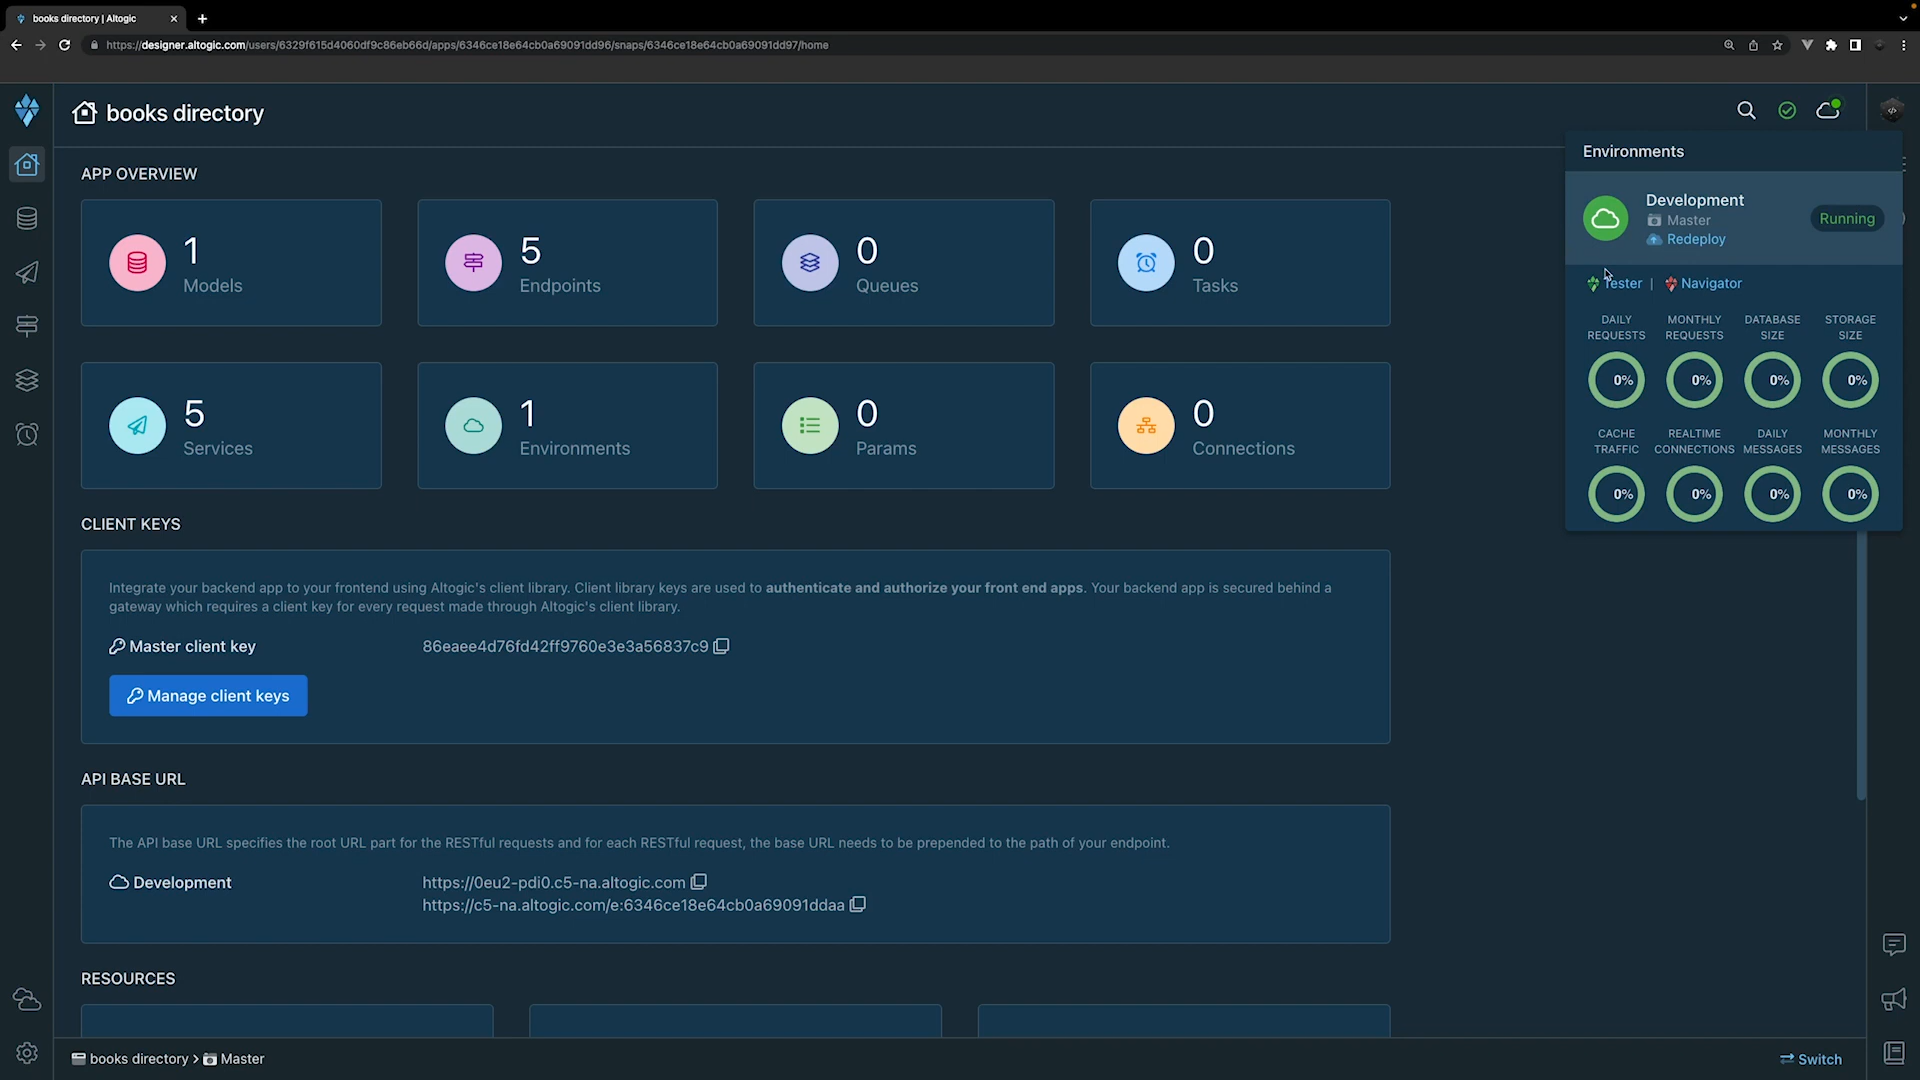 books directory | Altogic
https://designer.altogic.com/users/6329f615d4060df9c86eb66d/apps/6346ce18e64cb0a69091dd96/snaps/6346ce18e64cb0a69091dd97/home
books directory
APP OVERVIEW
1
Models
5
Endpoints
0
Queues
0
Tasks
5
Services
1
Environments
0
Params
0
Connections
CLIENT KEYS
Integrate your backend app to your frontend using Altogic's client library. Client library keys are used to authenticate and authorize your front end apps. Your backend app is secured behind a
gateway which requires a client key for every request made through Altogic's client library.
Master client key
86eaee4d76fd42ff9760e3e3a56837c9
Manage client keys
API BASE URL
The API base URL specifies the root URL part for the RESTful requests and for each RESTful request, the base URL needs to be prepended to the path of your endpoint.
Development
https://0eu2-pdi0.c5-na.altogic.com
https://c5-na.altogic.com/e:6346ce18e64cb0a69091ddaa
RESOURCES
books directory > Master
Switch
Environments
Development
Master
Redeploy
Running
Tester | Navigator
DAILY
REQUESTS
MONTHLY
REQUESTS
DATABASE
SIZE
STORAGE
SIZE
0%
0%
0%
0%
CACHE
TRAFFIC
REALTIME
CONNECTIONS
DAILY
MESSAGES
MONTHLY
MESSAGES
0%
0%
0%
0%